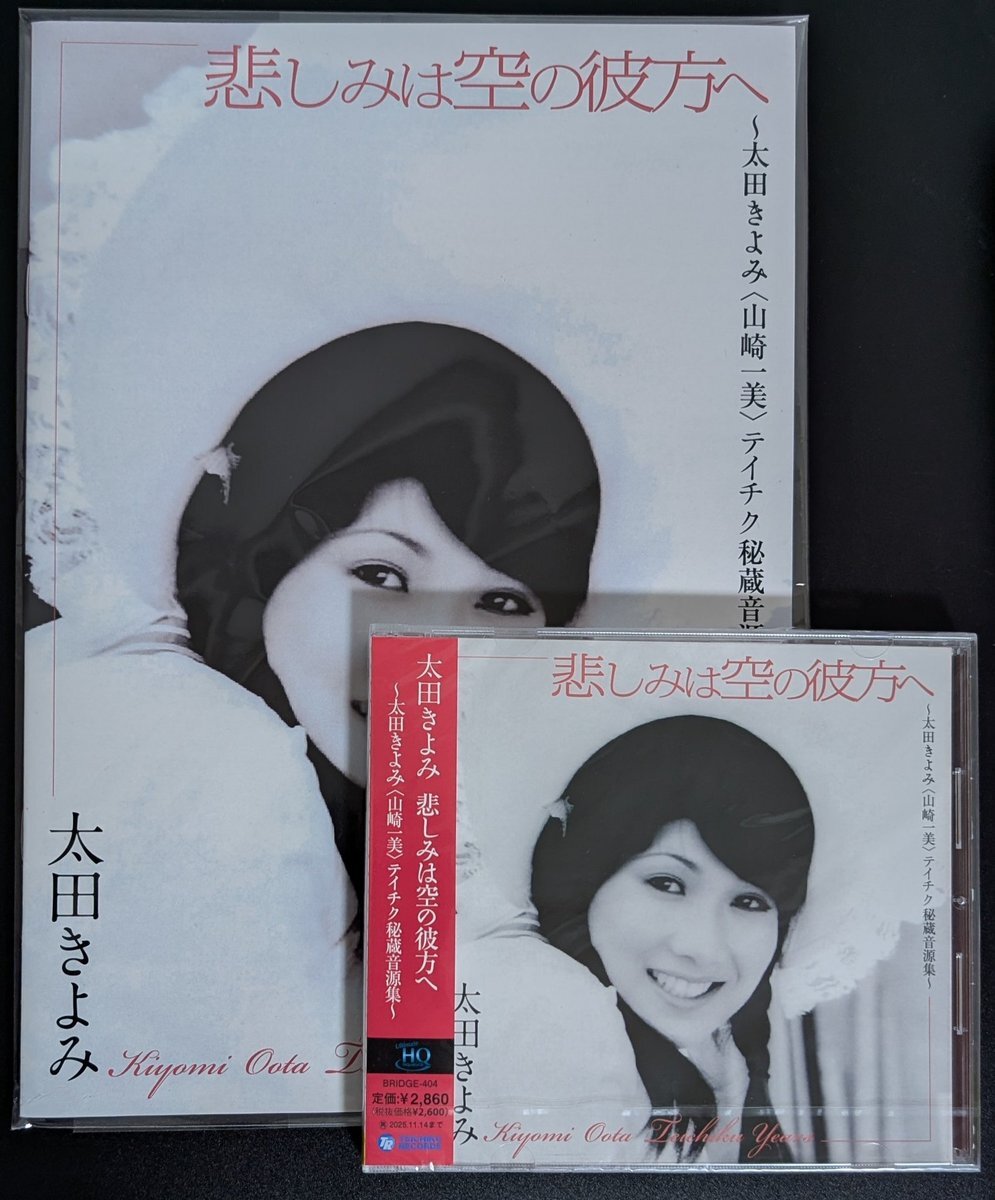 悲しみは空の彼方へ
〜太田きよみ〈山崎一美〉テイチク秘蔵音源
太田きよみ
Kiyomi Oota
太田きよみ 悲しみは空の彼方へ
〜太田きよみ〈山崎一美〉テイチク秘蔵音源集〜
Ultimate
HQ
BRIDGE-404
定価:¥2,860
(税抜価格¥2,600)
2025.11.14まで
TR TEICHIKU RECORDS
悲しみは空の彼方へ
〜太田きよみ〈山崎一美〉テイチク秘蔵音源集〜
太田きよみ
Kiyomi Oota Teichiku Years